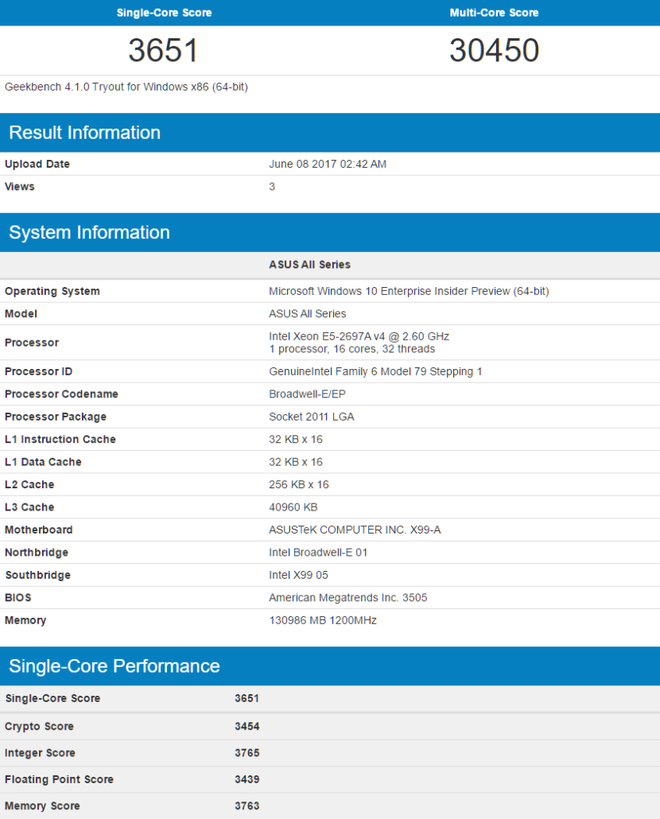 Single-Core Score Multi-Core Score
3651 30450
Geekbench 4.1.0 Tryout for Windows x86 (64-bit)
Result Information
Upload Date June 08 2017 02:42 AM
Views 3
System Information
ASUS All Series
Operating System Microsoft Windows 10 Enterprise Insider Preview (64-bit)
Model ASUS All Series
Processor Intel Xeon E5-2697A v4 @ 2.60 GHz
1 processor, 16 cores, 32 threads
Processor ID GenuineIntel Family 6 Model 79 Stepping 1
Processor Codename Broadwell-E/EP
Processor Package Socket 2011 LGA
L1 Instruction Cache 32 KB x 16
L1 Data Cache 32 KB x 16
L2 Cache 256 KB x 16
L3 Cache 40960 KB
Motherboard ASUSTeK COMPUTER INC. X99-A
Northbridge Intel Broadwell-E 01
Southbridge Intel X99 05
BIOS American Megatrends Inc. 3505
Memory 130986 MB 1200MHz
Single-Core Performance
Single-Core Score 3651
Crypto Score 3454
Integer Score 3765
Floating Point Score 3439
Memory Score 3763